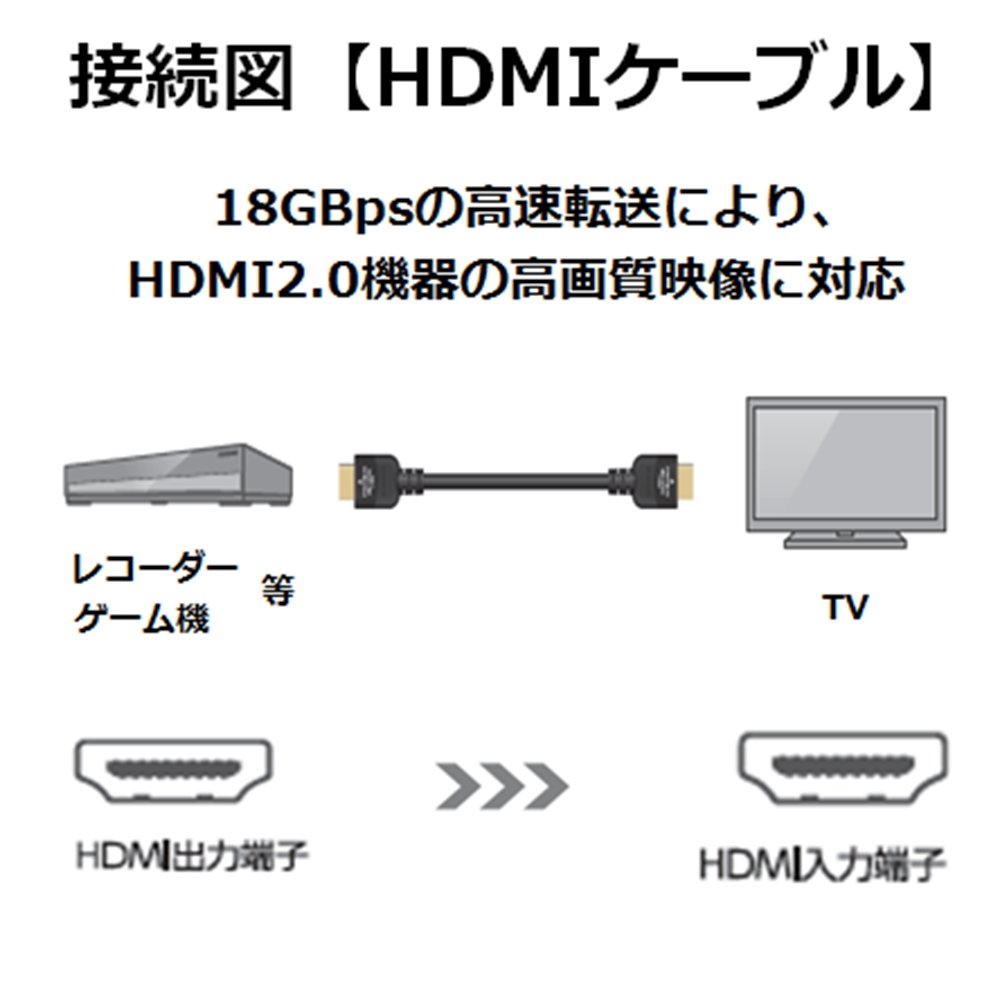 接続図【HDMIケーブル】
18GBpsの高速転送により、
HDMI2.0機器の高画質映像に対応
レコーダー
ゲーム機
等
TV
HDMI出力端子
HDMI入力端子